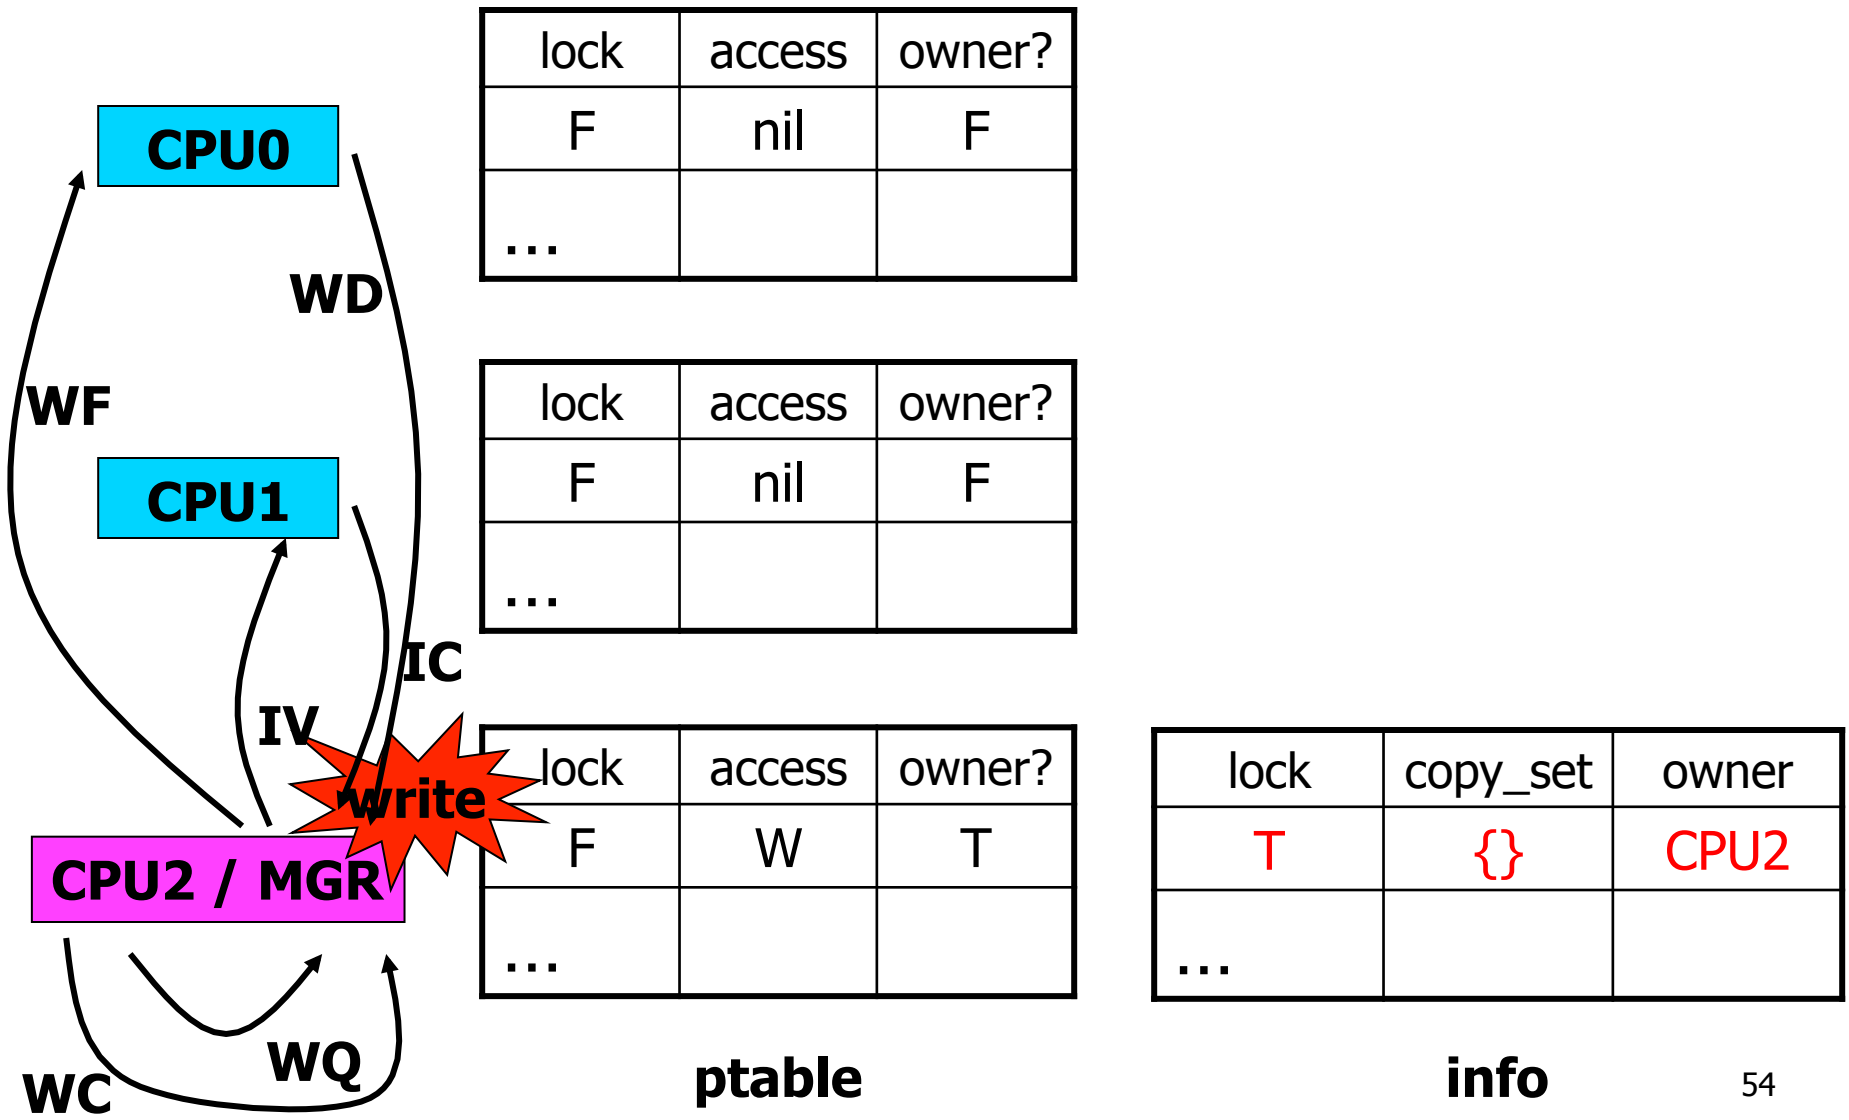 lock access owner?
F nil F
...
CPU0
WD
WF
lock access owner?
F nil F
...
CPU1
IC
IV
write
lock access owner?
F W T
...
CPU2 / MGR
lock copy_set owner
T {} CPU2
...
WQ
WC
ptable
info
54